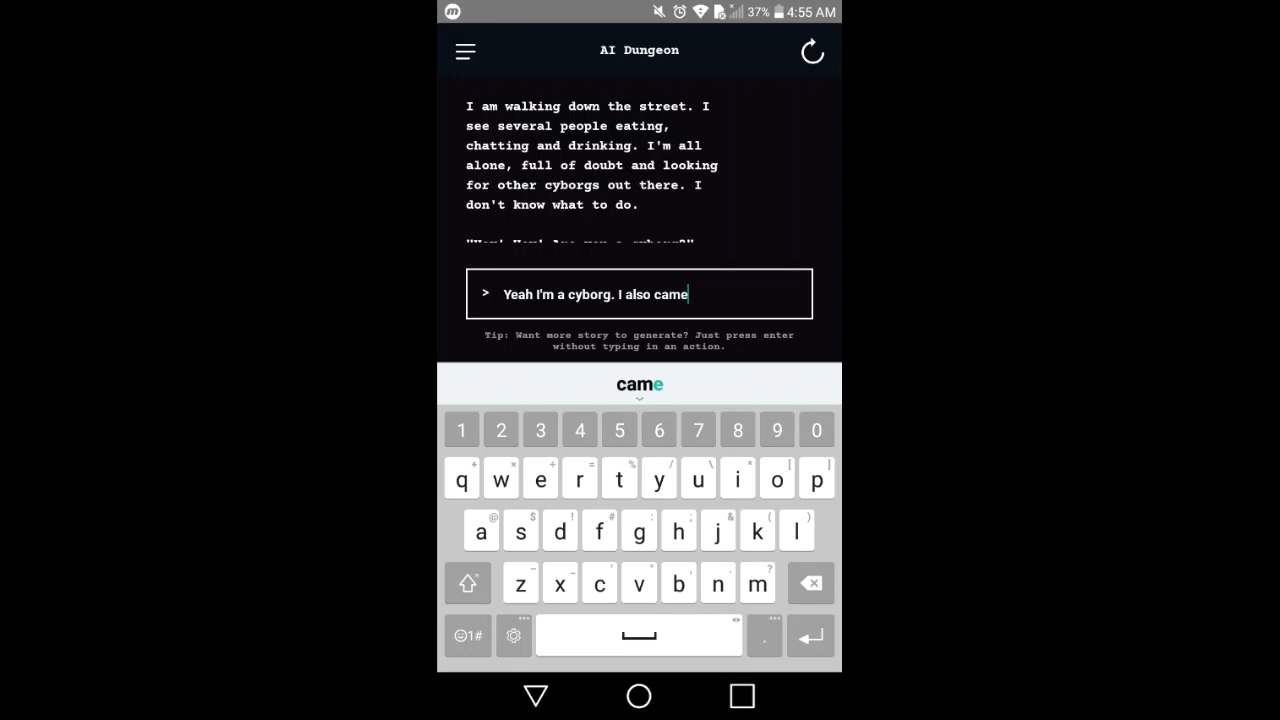 37% 4:55 AM
AI Dungeon
I am walking down the street. I
see several people eating,
chatting and drinking. I'm all
alone, full of doubt and looking
for other cyborgs out there. I
don't know what to do.
> Yeah I'm a cyborg. I also came
Tip: Want more story to generate? Just press enter
without typing in an action.
came
1 2 3 4 5 6 7 8 9 0
q w e r t y u i o p
a s d f g h j k l
z x c v b n m
1# .